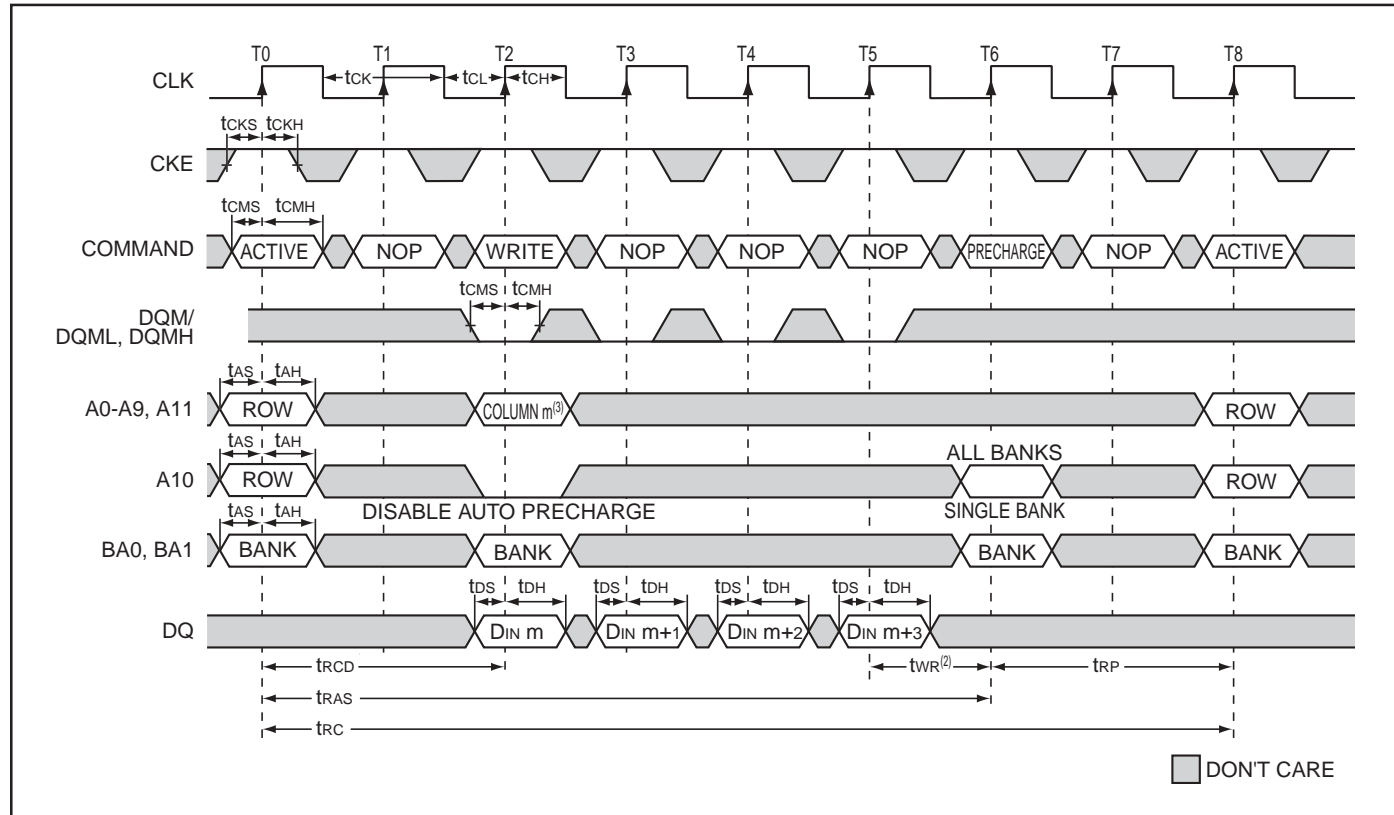 T0 T1 T2 T3 T4 T5 T6 T7 T8
CLK
tCK tCL tCH
tCKS tCKH
CKE
tCMS tCMH
COMMAND ACTIVE NOP WRITE NOP NOP NOP PRECHARGE NOP ACTIVE
tCMS tCMH
DQM/
DQML, DQMH
tAS tAH
A0-A9, A11 ROW COLUMN m(3) ROW
tAS tAH
ALL BANKS
A10 ROW ROW
tAS tAH
DISABLE AUTO PRECHARGE
SINGLE BANK
BA0, BA1 BANK BANK BANK BANK
tDS tDH tDS tDH tDS tDH tDS tDH
DQ DIN m DIN m+1 DIN m+2 DIN m+3
tRCD tWR(2) tRP
tRAS
tRC
DON'T CARE